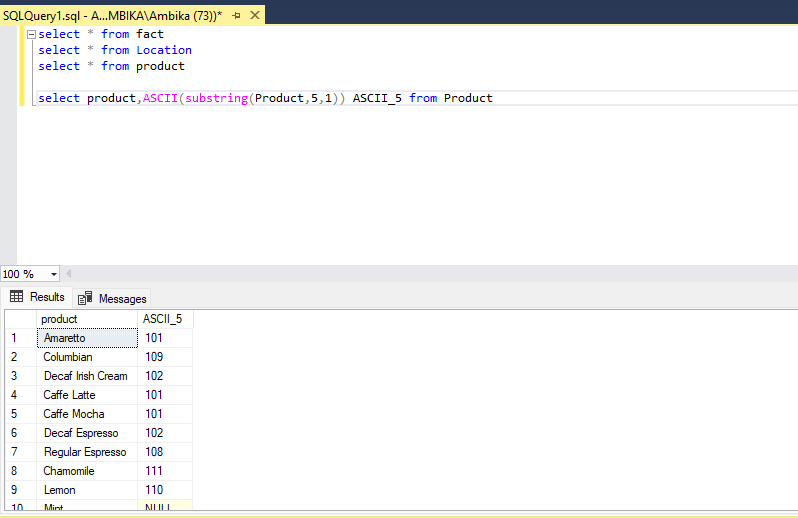 SQLQuery1.sql - A...MBIKA\Ambika (73))*
select * from fact
select * from Location
select * from product
select product,ASCII(substring(Product,5,1)) ASCII_5 from Product
100 %
Results Messages
product ASCII_5
1 Amaretto 101
2 Columbian 109
3 Decaf Irish Cream 102
4 Caffe Latte 101
5 Caffe Mocha 101
6 Decaf Espresso 102
7 Regular Espresso 108
8 Chamomile 111
9 Lemon 110
10 Mint NULL